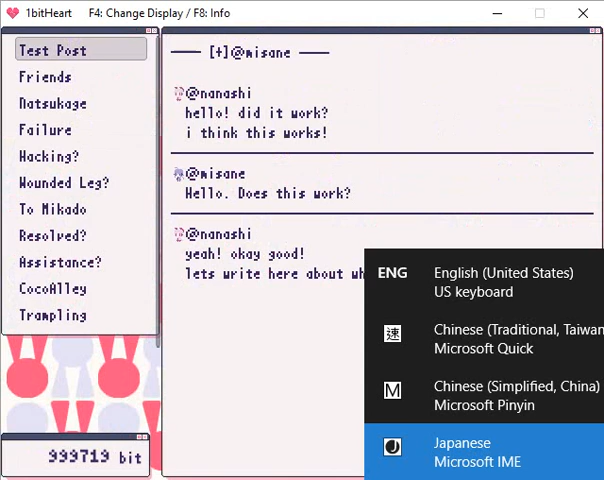 1bitHeart F4: Change Display / F8: Info
Test Post
Friends
Natsukage
Failure
Hacking?
Wounded Leg?
To Mikado
Resolved?
Assistance?
CocoAlley
Trampling
999719 bit
[+]@misane
@nanashi
hello! did it work?
i think this works!
@misane
Hello. Does this work?
@nanashi
yeah! okay good!
lets write here about wh
ENG English (United States)
US keyboard
速 Chinese (Traditional, Taiwan
Microsoft Quick
M Chinese (Simplified, China)
Microsoft Pinyin
J Japanese
Microsoft IME